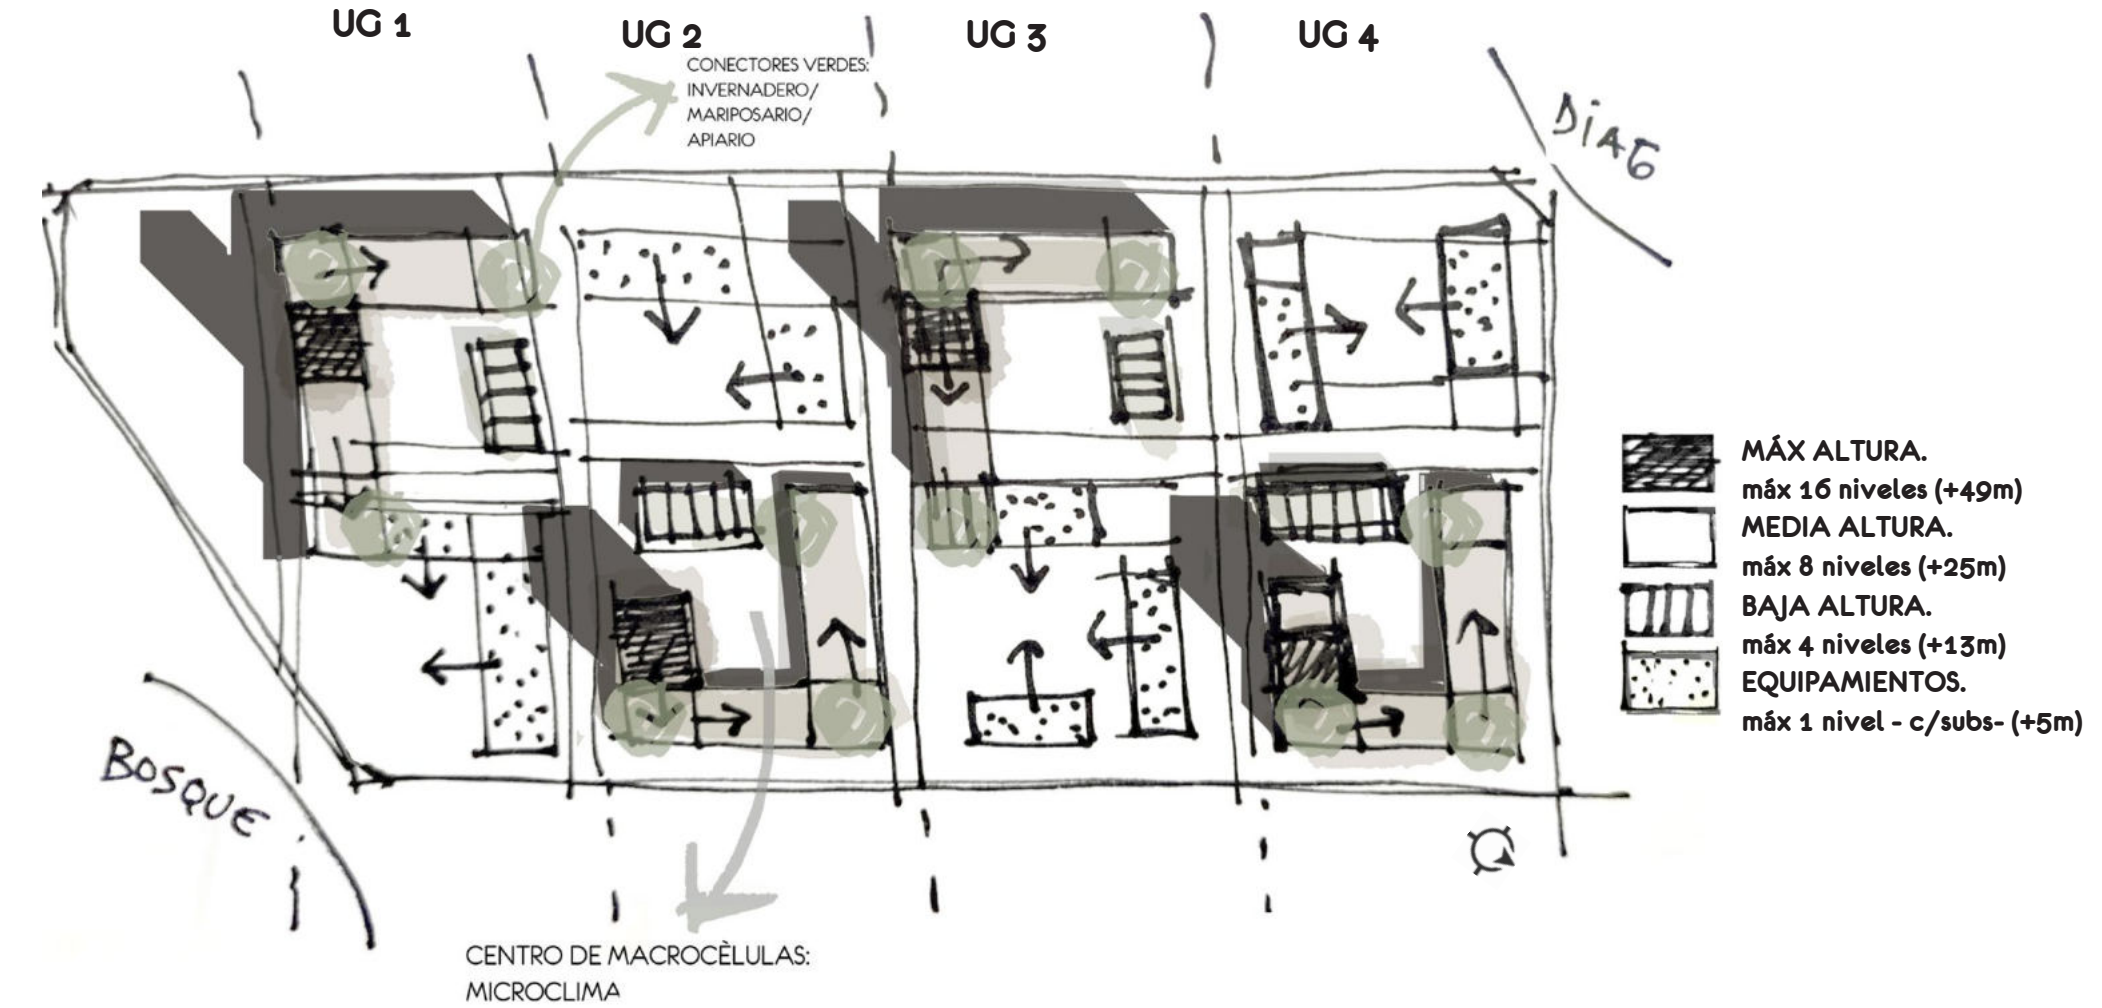 UG 1
UG 2
UG 3
UG 4
CONECTORES VERDES:
INVERNADERO/
MARIPOSARIO/
APIARIO
DiAG
MÁX ALTURA.
máx 16 niveles (+49m)
MEDIA ALTURA.
máx 8 niveles (+25m)
BAJA ALTURA.
máx 4 niveles (+13m)
EQUIPAMIENTOS.
máx 1 nivel - c/subs- (+5m)
BOSQUE
CENTRO DE MACROCÈLULAS:
MICROCLIMA